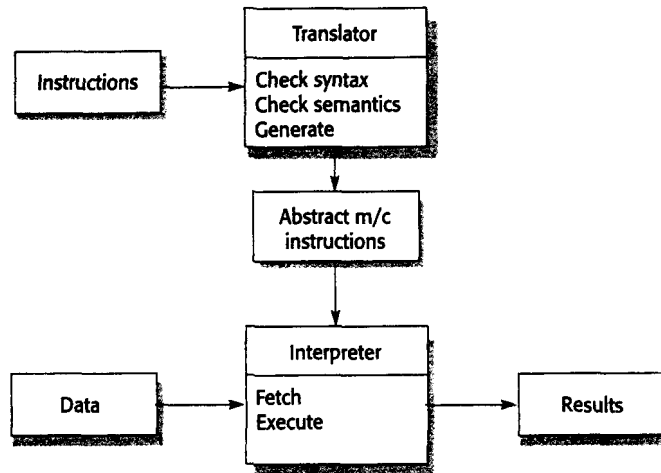 Translator
Instructions
Check syntax
Check semantics
Generate
Abstract m/c
instructions
Interpreter
Data
Fetch
Execute
Results